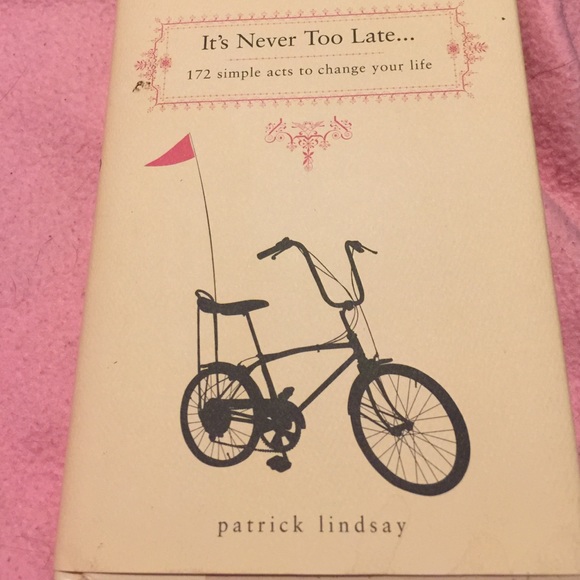 It's Never Too Late...
172 simple acts to change your life
patrick lindsay